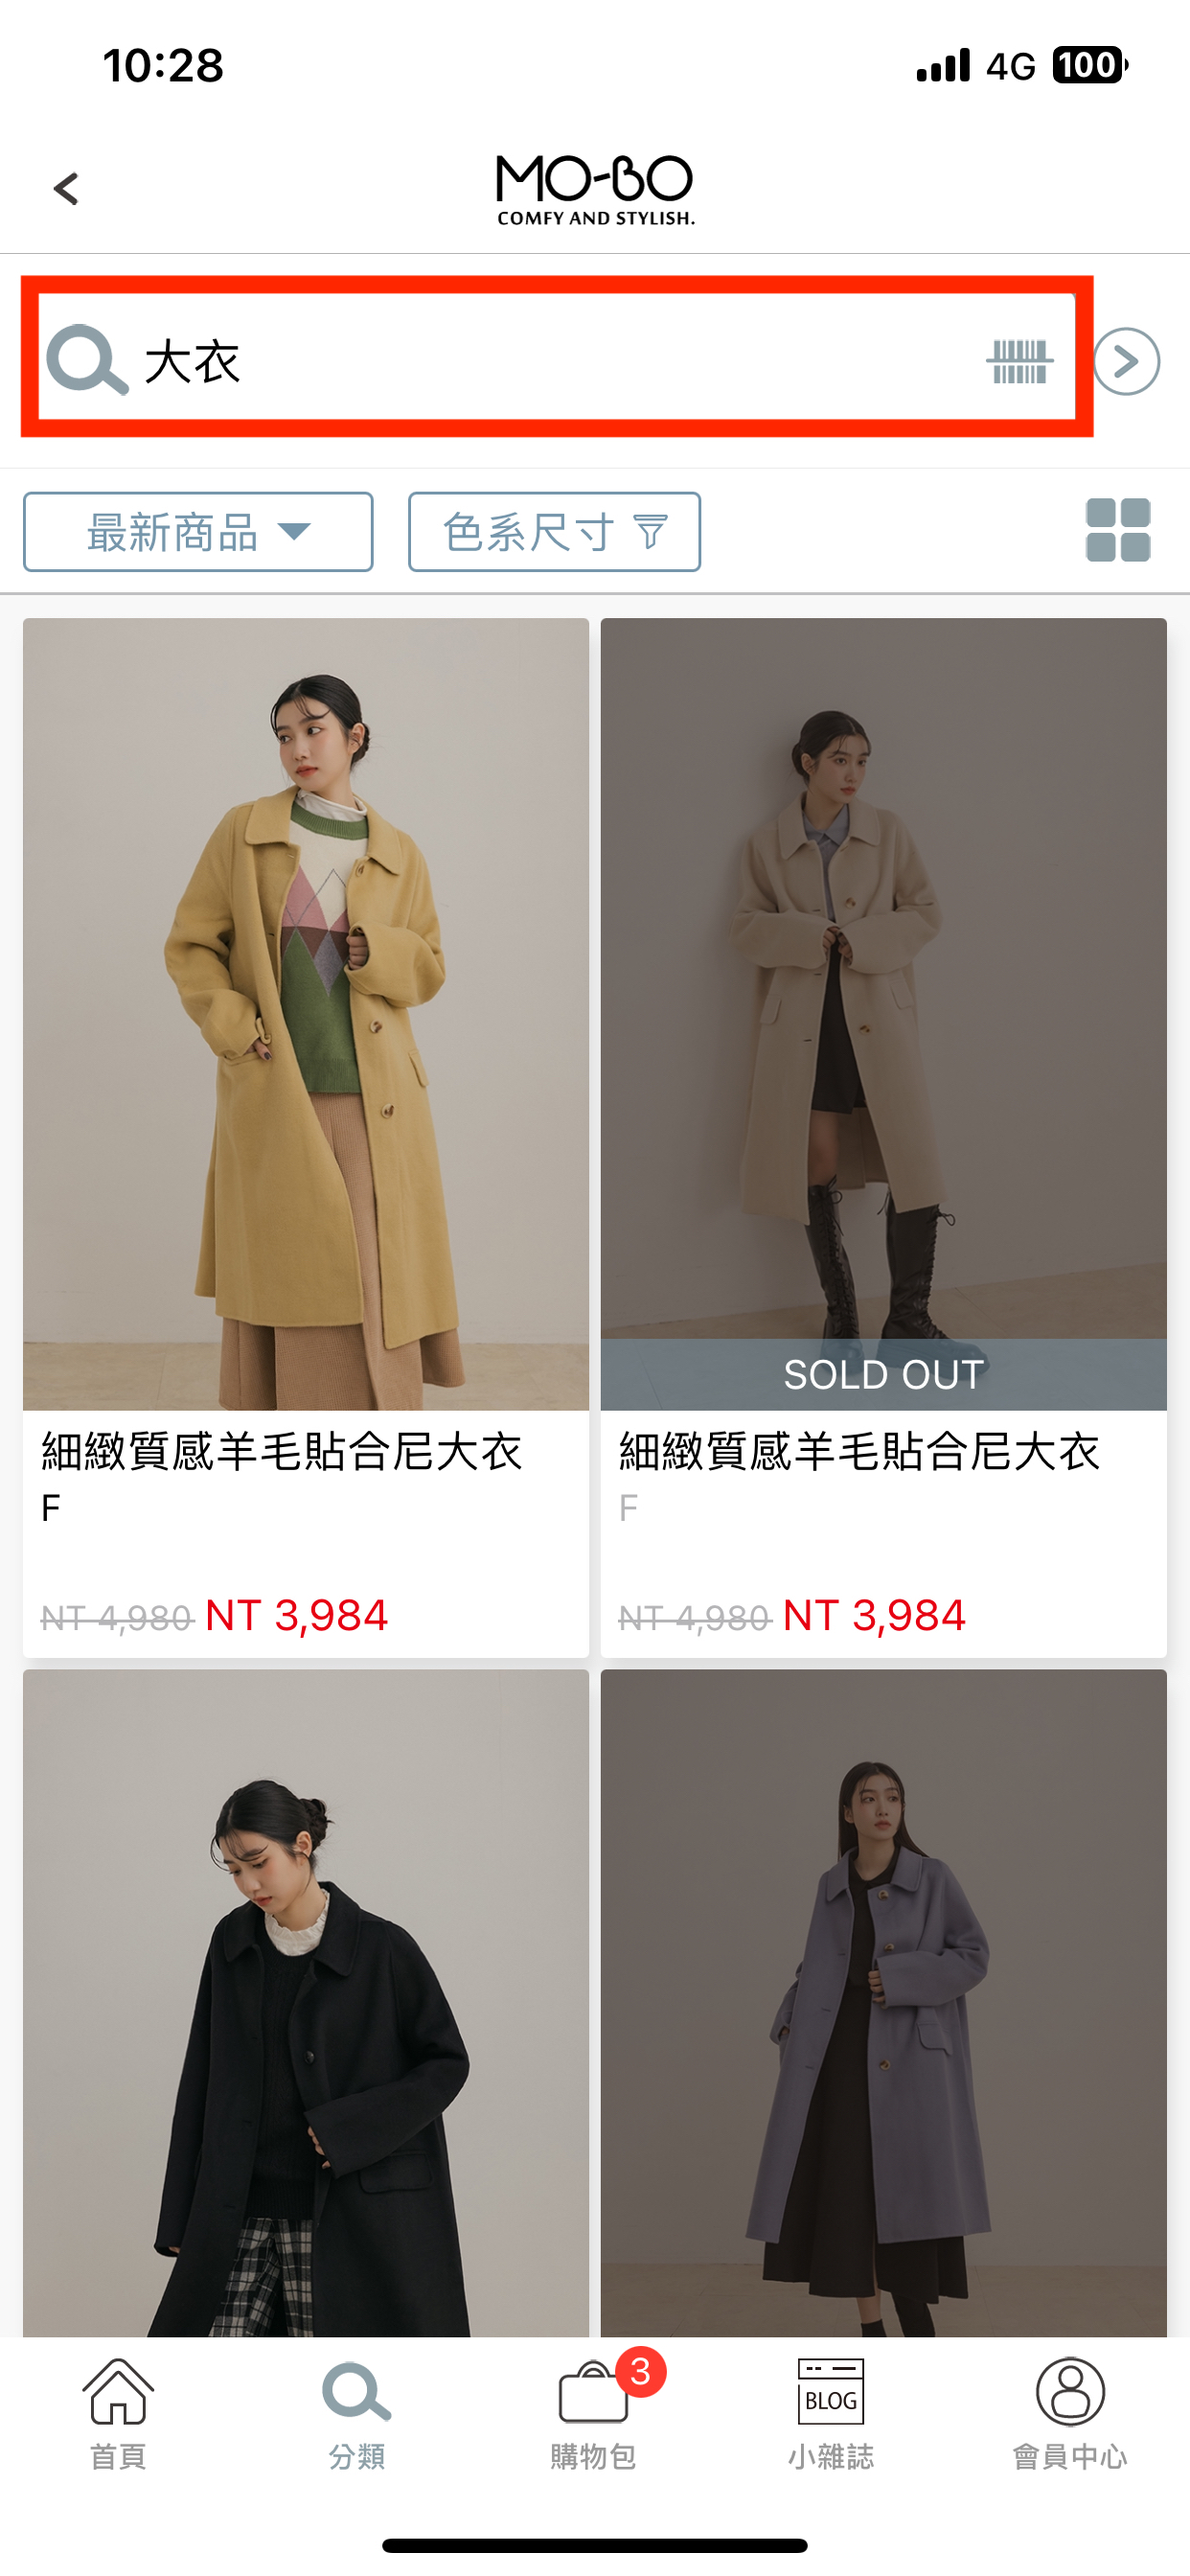 10:28
4G
100
MO-BO
COMFY AND STYLISH.
大衣
最新商品
色系尺寸
SOLD OUT
細緻質感羊毛貼合尼大衣
F
NT 4,980 NT 3,984
細緻質感羊毛貼合尼大衣
F
NT 4,980 NT 3,984
首頁
分類
3
購物包
BLOG
小雜誌
會員中心